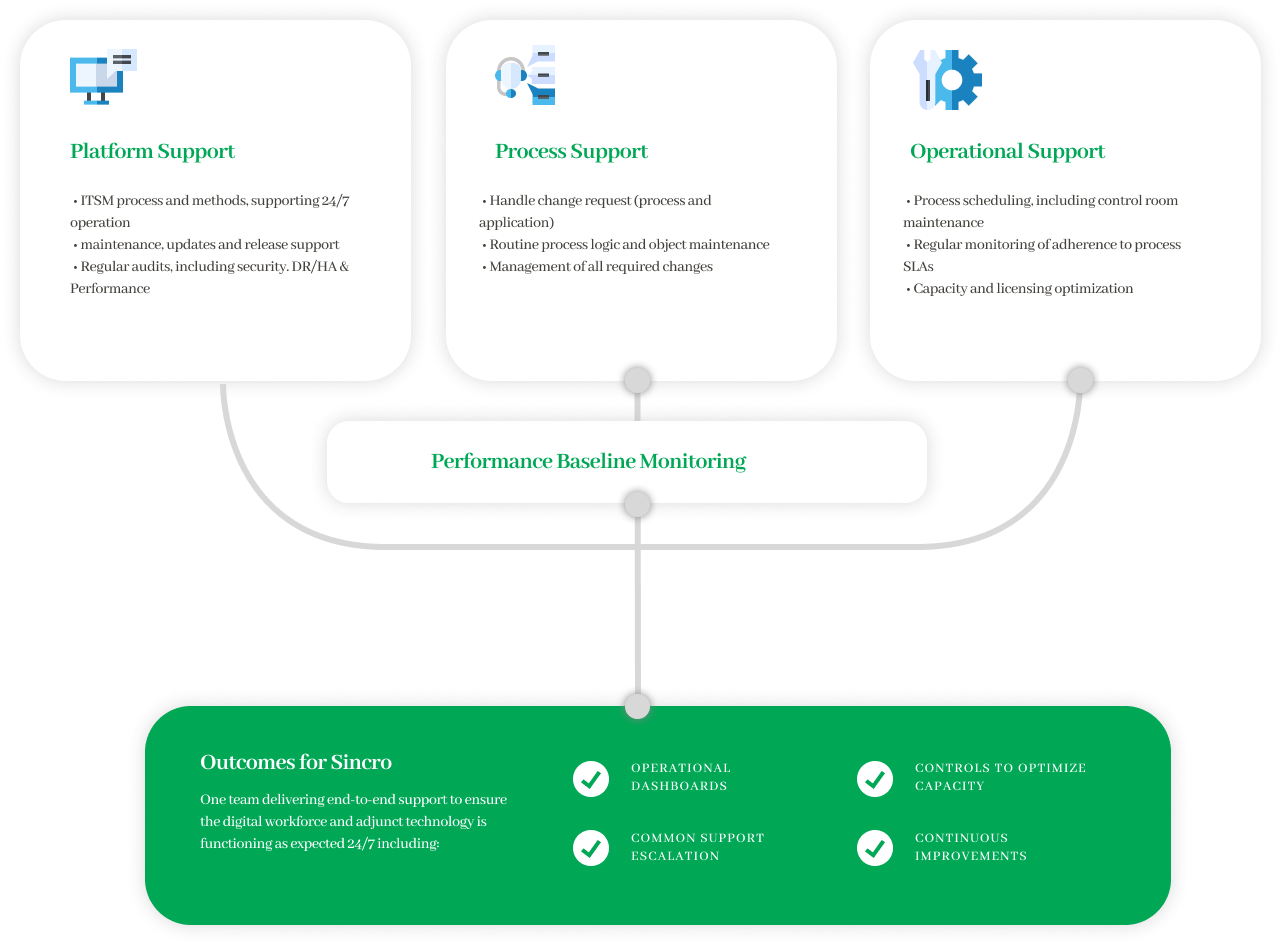 Platform Support
• ITSM process and methods, supporting 24/7
operation
• maintenance, updates and release support
• Regular audits, including security. DR/HA &
Performance
Process Support
• Handle change request (process and
application)
• Routine process logic and object maintenance
• Management of all required changes
Operational Support
• Process scheduling, including control room
maintenance
• Regular monitoring of adherence to process
SLAs
• Capacity and licensing optimization
Performance Baseline Monitoring
Outcomes for Sincro
One team delivering end-to-end support to ensure
the digital workforce and adjunct technology is
functioning as expected 24/7 including:
OPERATIONAL
DASHBOARDS
CONTROLS TO OPTIMIZE
CAPACITY
COMMON SUPPORT
ESCALATION
CONTINUOUS
IMPROVEMENTS